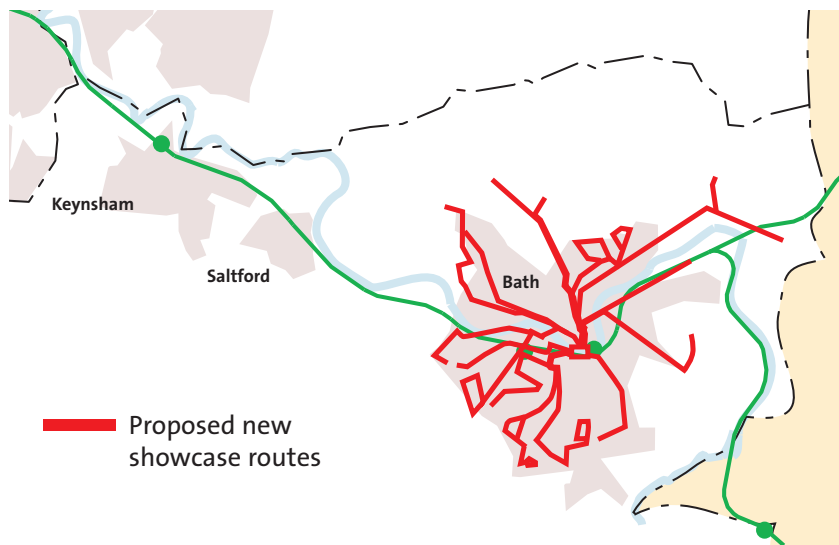 Keynsham
Saltford
Bath
Proposed new
showcase routes